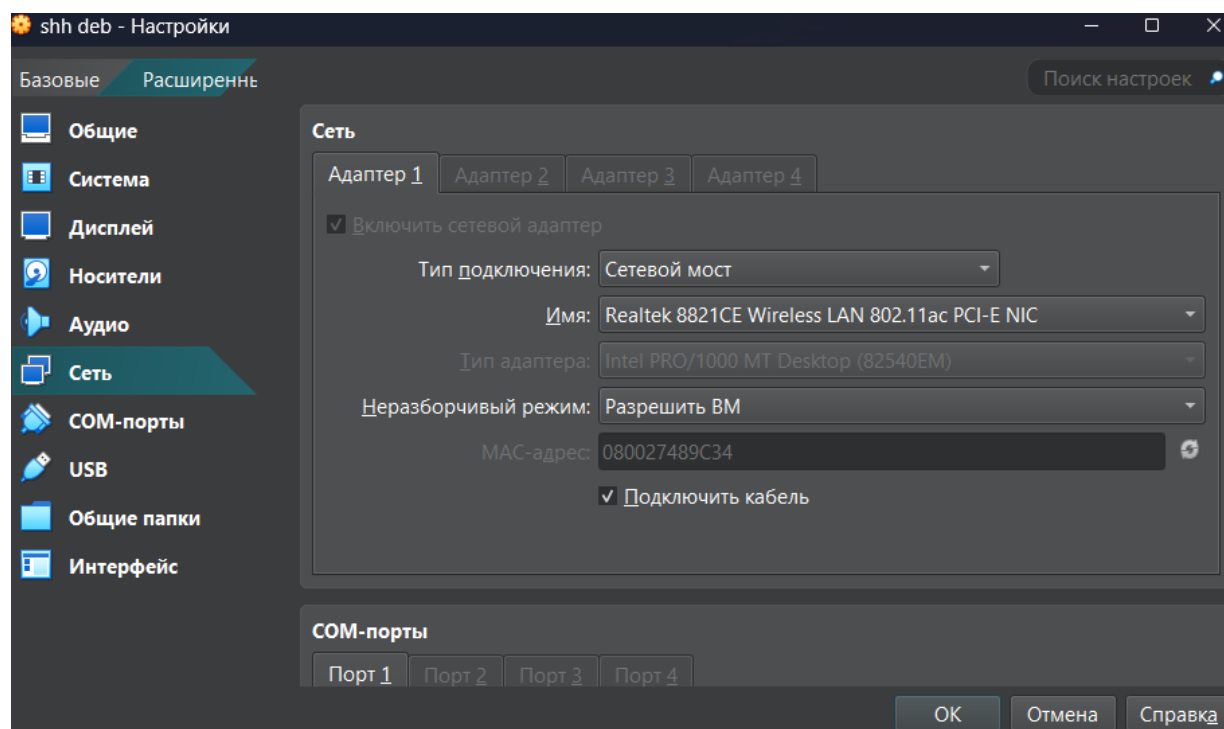 shh deb - Настройки
Базовые Расширеннь
Поиск настроек
Общие
Система
Дисплей
Носители
Аудио
Сеть
COM-порты
USB
Общие папки
Интерфейс
Сеть
Адаптер 1 Адаптер 2 Адаптер 3 Адаптер 4
Включить сетевой адаптер
Тип подключения: Сетевой мост
Имя: Realtek 8821CE Wireless LAN 802.11ac PCI-E NIC
Тип адаптера: Intel PRO/1000 MT Desktop (82540EM)
Неразборчивый режим: Разрешить ВМ
MAC-адрес: 080027489C34
Подключить кабель
COM-порты
Порт 1 Порт 2 Порт 3 Порт 4
OK Отмена Справка